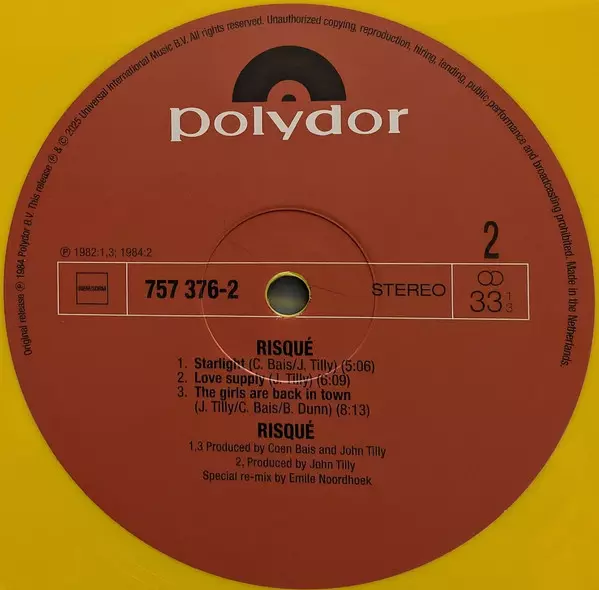 Original release ℗ 1984 Polydor B.V. This release ℗ & © 2025 Universal International Music B.V. All rights reserved. Unauthorized copying, reproduction, hiring, landing, public performance and broadcasting prohibited. Made in the Netherlands.
polydor
℗ 1982:1,3; 1984:2
2
757 376-2
STEREO
33 1/3
RISQUÉ
1. Starlight (C. Bais/J. Tilly) (5:06)
2. Love supply (J. Tilly) (6:09)
3. The girls are back in town
(J. Tilly/C. Bais/B. Dunn) (8:13)
RISQUÉ
1,3 Produced by Coen Bais and John Tilly
2, Produced by John Tilly
Special re-mix by Emile Noordhoek